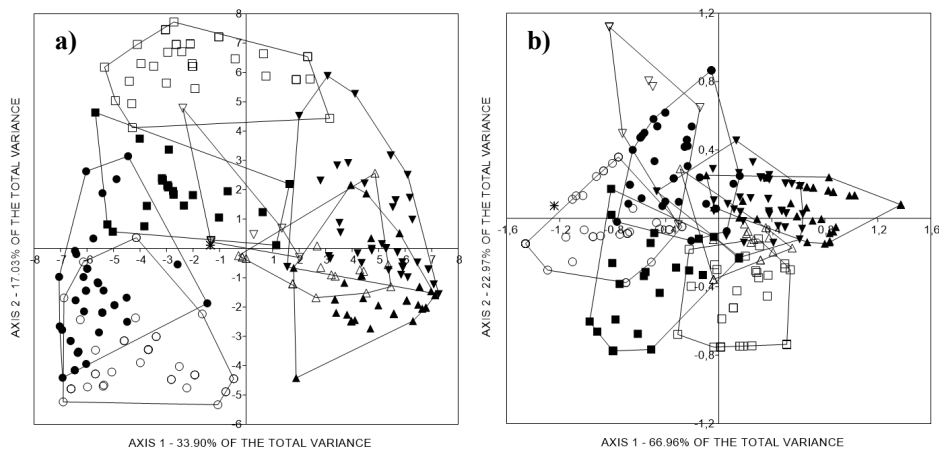 a)
8
7
6
5
4
3
2
1
-8 -7 -6 -5 -4 -3 -2 -1 1 2 3 4 5 6 7 8
-1
-2
-3
-4
-5
-6
AXIS 2 - 17.03% OF THE TOTAL VARIANCE
AXIS 1 - 33.90% OF THE TOTAL VARIANCE
b)
1,2
0,8
0,4
-1,6 -1,2 -0,8 -0,4 0,4 0,8 1,2 1,6
-0,4
-0,8
-1,2
AXIS 2 - 22.97% OF THE TOTAL VARIANCE
AXIS 1 - 66.96% OF THE TOTAL VARIANCE